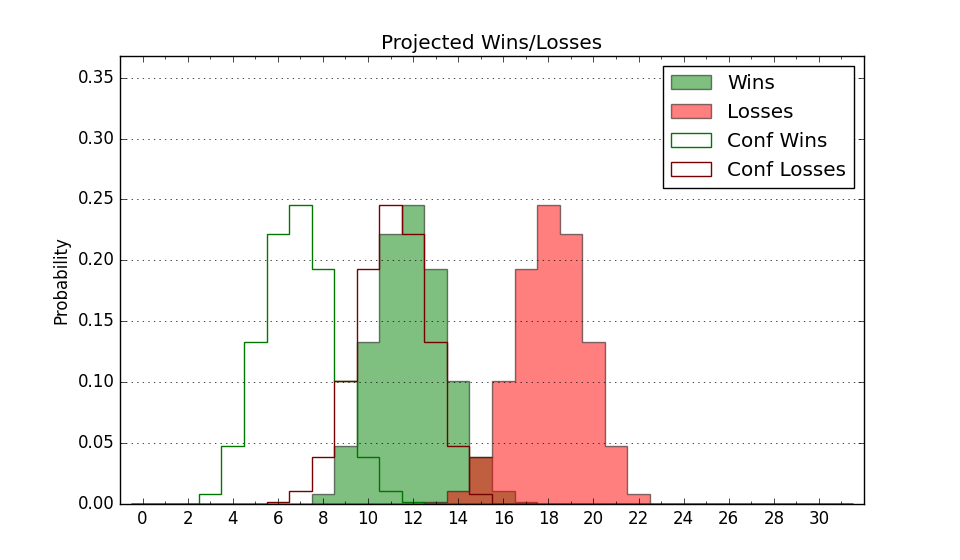 Projected Wins/Losses
0.35
0.30
0.25
0.20
0.15
0.10
0.05
0.00
Probability
Wins
Losses
Conf Wins
Conf Losses
0 2 4 6 8 10 12 14 16 18 20 22 24 26 28 30